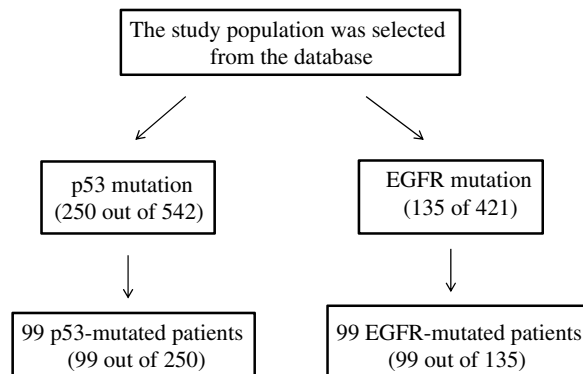 The study population was selected
from the database
p53 mutation
(250 out of 542)
EGFR mutation
(135 of 421)
99 p53-mutated patients
(99 out of 250)
99 EGFR-mutated patients
(99 out of 135)